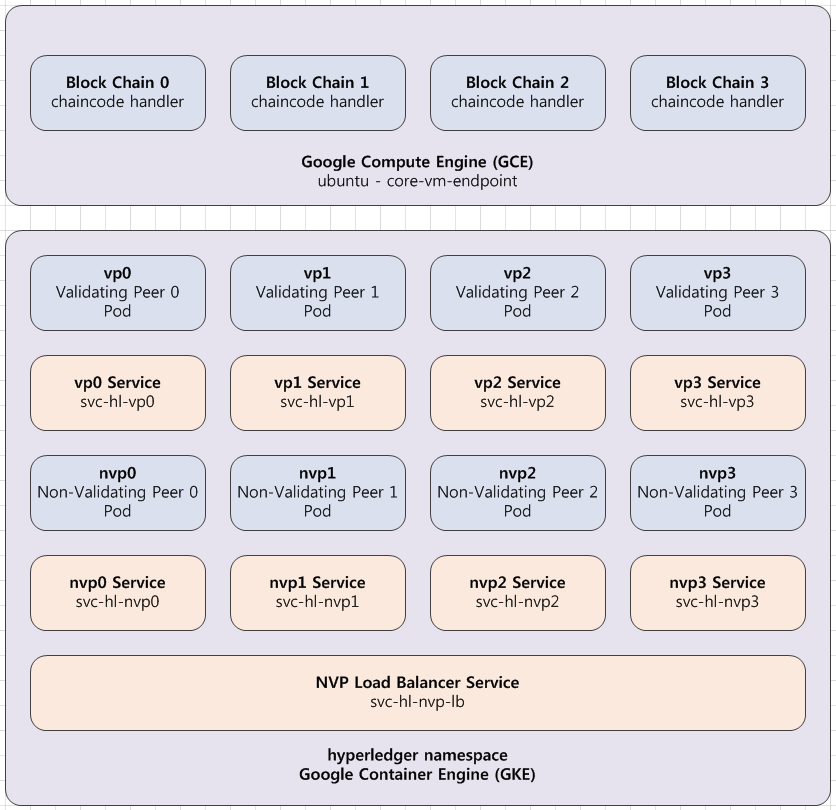 Block Chain 0
chaincode handler
Block Chain 1
chaincode handler
Block Chain 2
chaincode handler
Block Chain 3
chaincode handler
Google Compute Engine (GCE)
ubuntu - core-vm-endpoint
vp0
Validating Peer 0
Pod
vp1
Validating Peer 1
Pod
vp2
Validating Peer 2
Pod
vp3
Validating Peer 3
Pod
vp0 Service
svc-hl-vp0
vp1 Service
svc-hl-vp1
vp2 Service
svc-hl-vp2
vp3 Service
svc-hl-vp3
nvp0
Non-Validating Peer 0
Pod
nvp1
Non-Validating Peer 1
Pod
nvp2
Non-Validating Peer 2
Pod
nvp3
Non-Validating Peer 3
Pod
nvp0 Service
svc-hl-nvp0
nvp1 Service
svc-hl-nvp1
nvp2 Service
svc-hl-nvp2
nvp3 Service
svc-hl-nvp3
NVP Load Balancer Service
svc-hl-nvp-lb
hyperledger namespace
Google Container Engine (GKE)